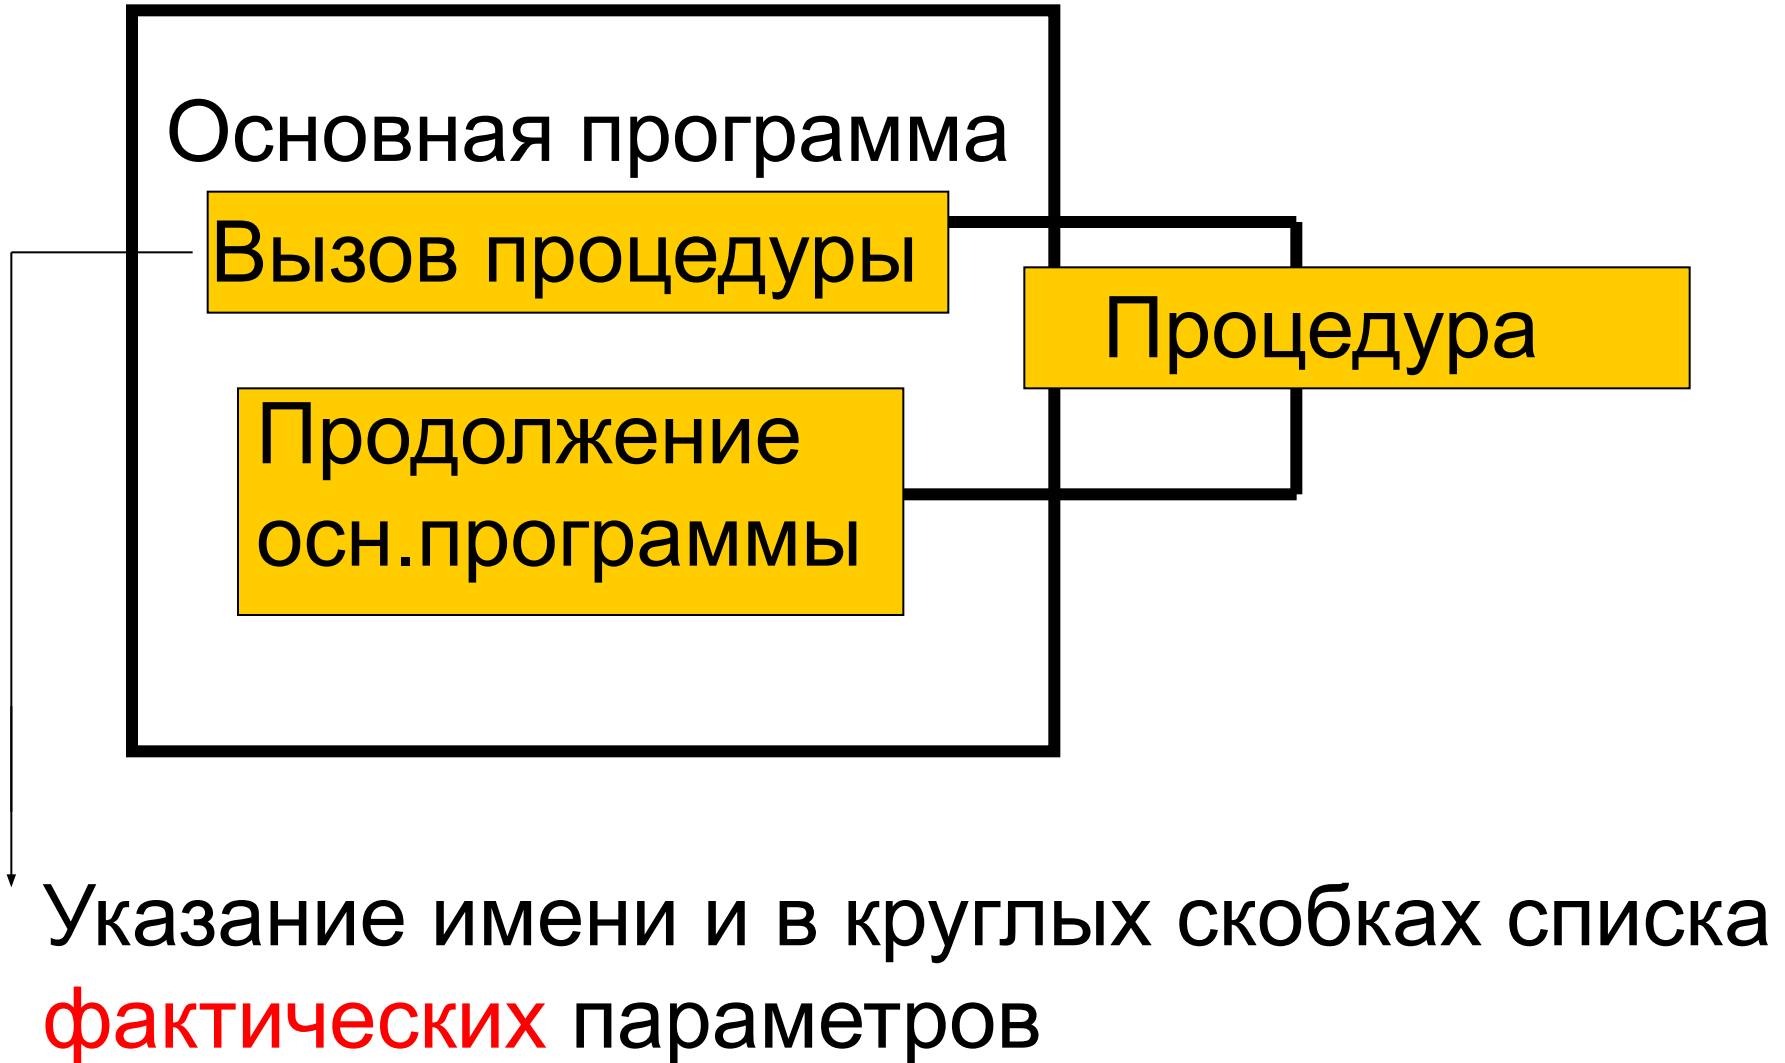 Основная программа
Вызов процедуры
Процедура
Продолжение
осн.программы
Указание имени и в круглых скобках списка
фактических параметров